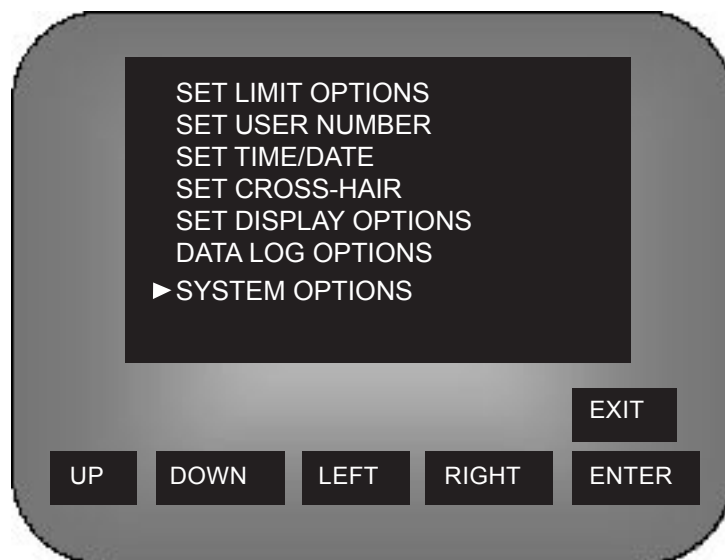 SET LIMIT OPTIONS
SET USER NUMBER
SET TIME/DATE
SET CROSS-HAIR
SET DISPLAY OPTIONS
DATA LOG OPTIONS
SYSTEM OPTIONS
EXIT
UP DOWN LEFT RIGHT ENTER